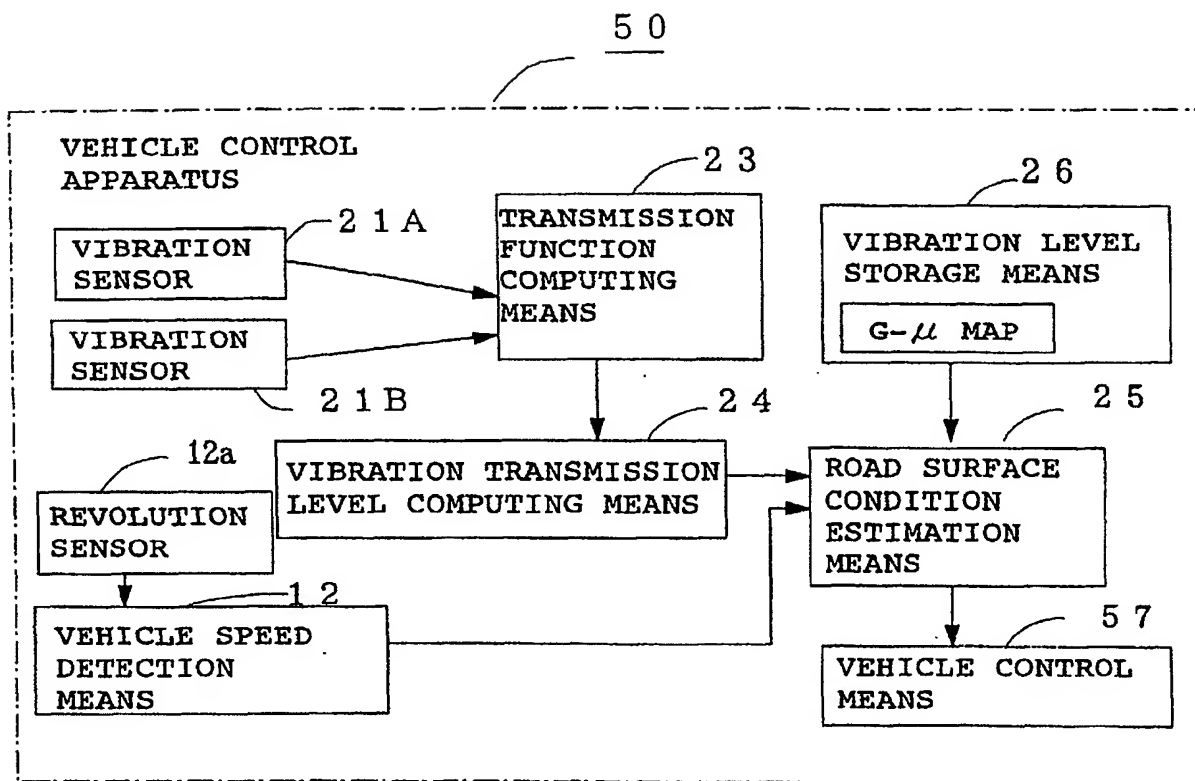 50
VEHICLE CONTROL
APPARATUS
23
26
21A
VIBRATION
SENSOR
TRANSMISSION
FUNCTION
COMPUTING
MEANS
VIBRATION LEVEL
STORAGE MEANS
G-μ MAP
VIBRATION
SENSOR
21B
24
25
12a
VIBRATION TRANSMISSION
LEVEL COMPUTING MEANS
ROAD SURFACE
CONDITION
ESTIMATION
MEANS
REVOLUTION
SENSOR
12
VEHICLE SPEED
DETECTION
MEANS
57
VEHICLE CONTROL
MEANS